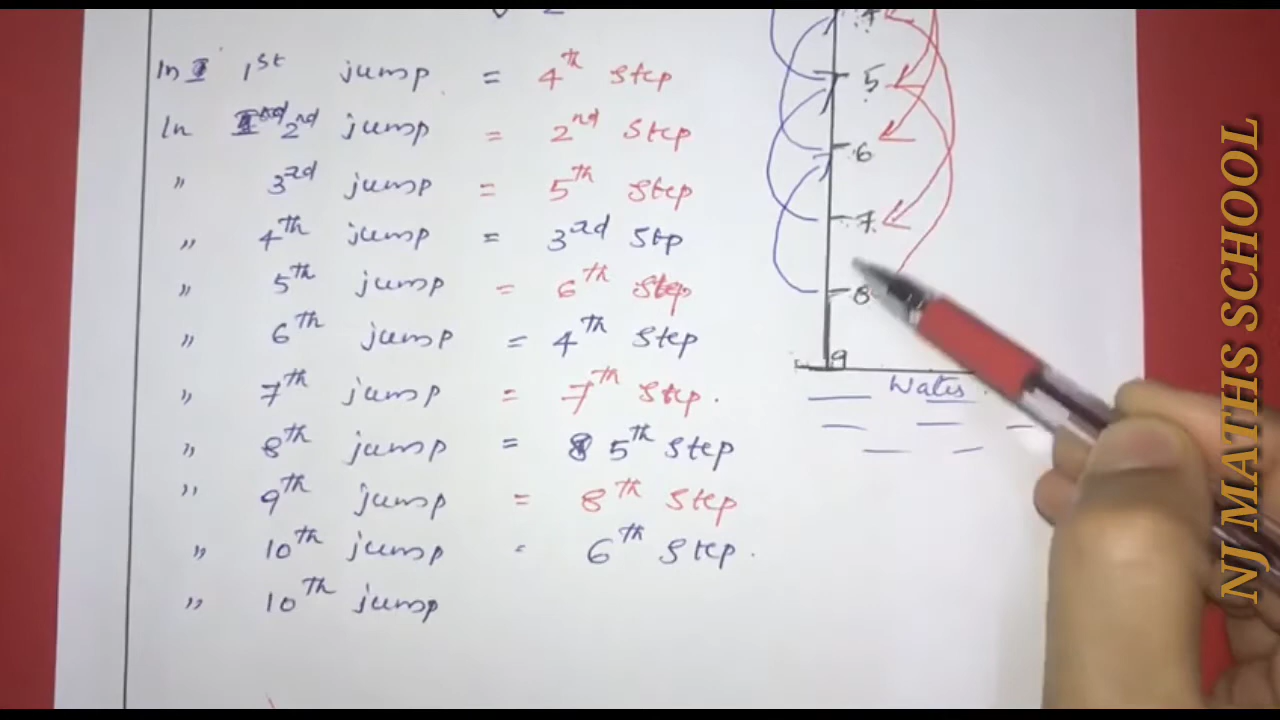 4
In 1st jump = 4th Step
5
In 2nd jump = 2nd Step
6
" 3rd jump = 5th Step
7
" 4th jump = 3rd Stp
" 5th jump = 6th Step
8
" 6th jump = 4th Step
9
Water
" 7th jump = 7th Step.
" 8th jump = 5th Step
" 9th jump = 8th Step
" 10th jump = 6th Step.
" 10th jump
NJ MATHS SCHOOL